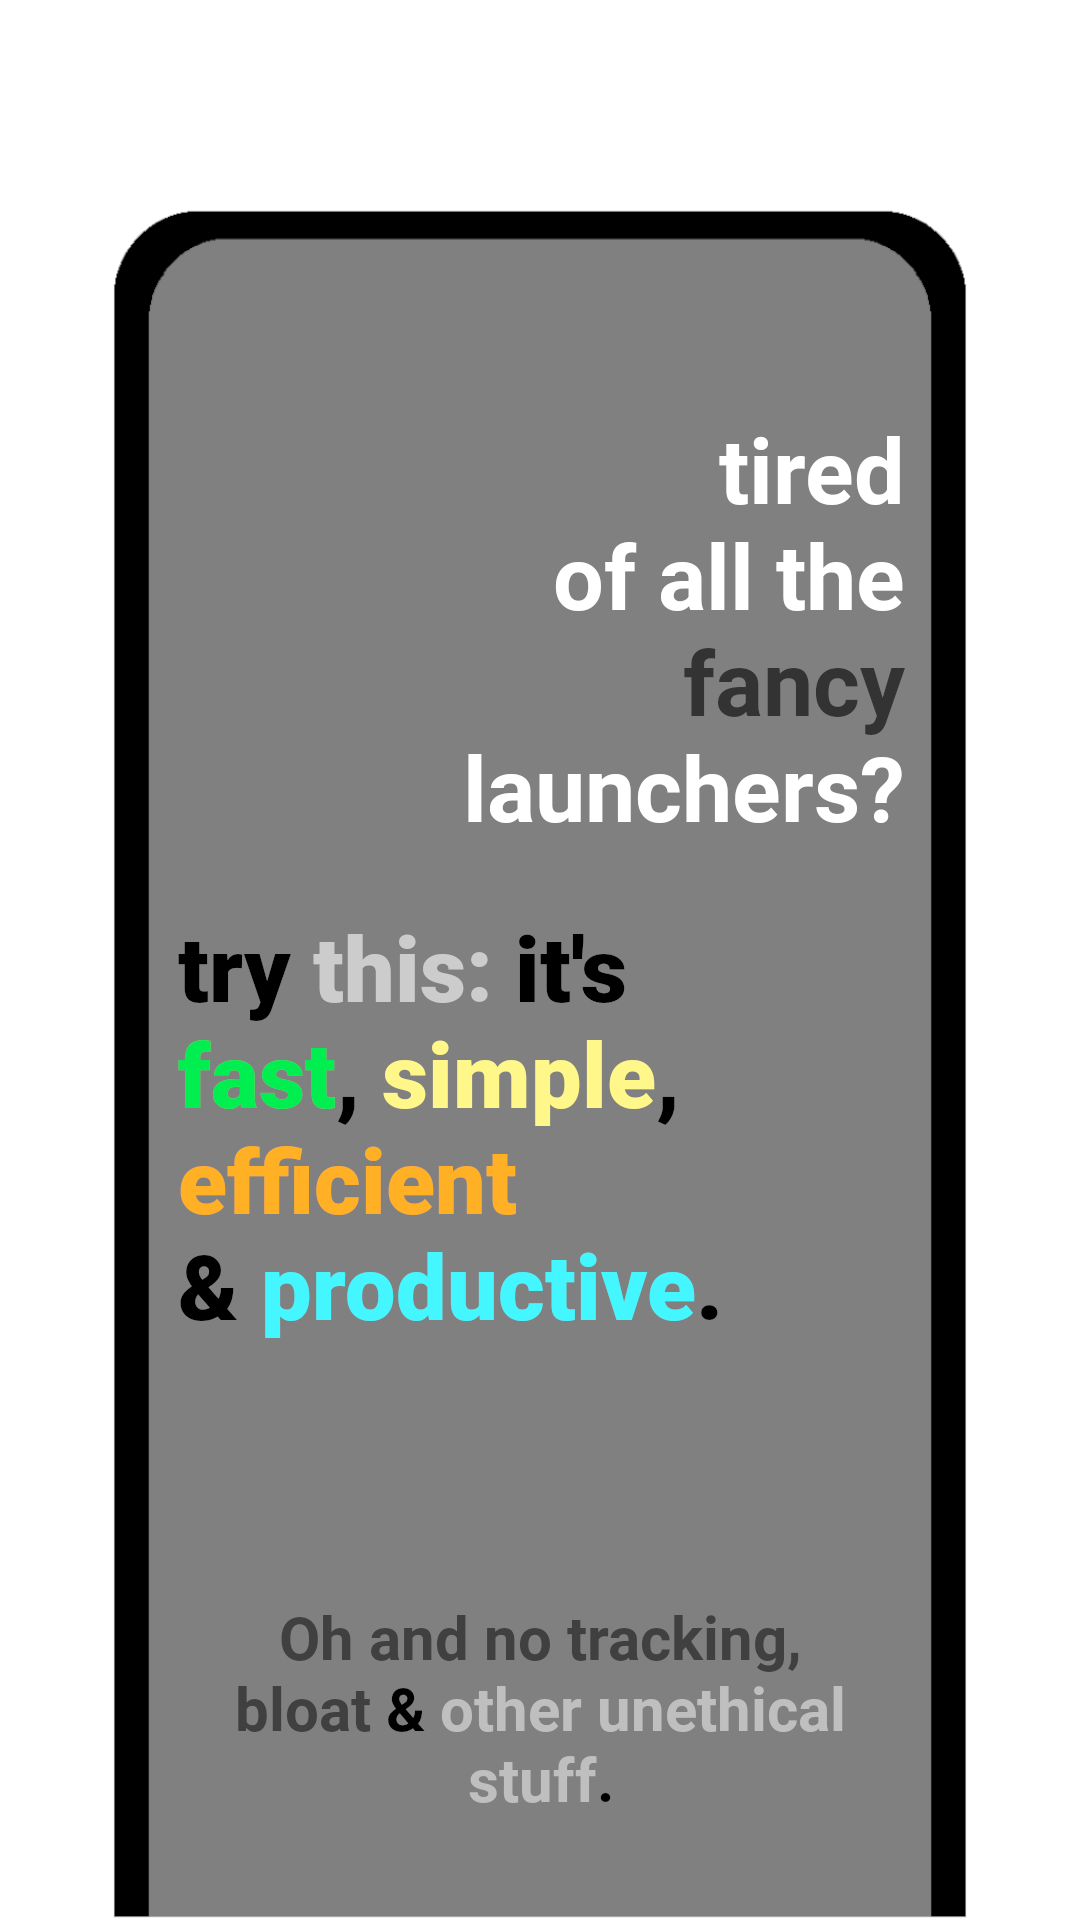 tired
of all the
fancy
launchers?
try this: it's
fast, simple,
efficient
& productive.
Oh and no tracking,
bloat & other unethical
stuff.